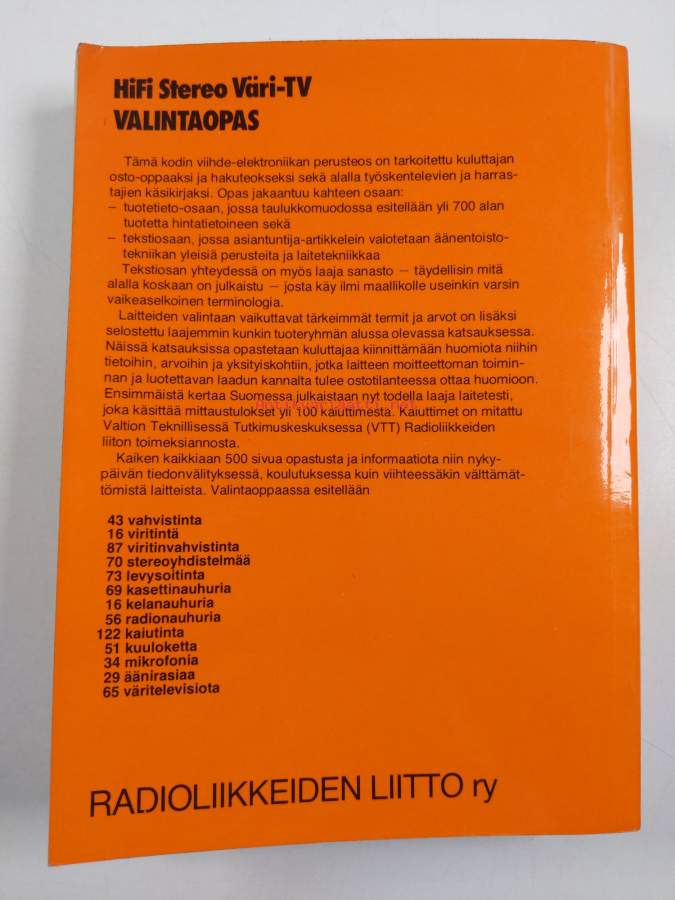 HiFi Stereo Väri-TV
VALINTAOPAS
Tämä kodin viihde-elektroniikan perusteos on tarkoitettu kuluttajan
osto-oppaaksi ja hakuteokseksi sekä alalla työskentelevien ja harras-
tajien käsikirjaksi. Opas jakaantuu kahteen osaan:
– tuotetieto-osaan, jossa taulukkomuodossa esitellään yli 700 alan
tuotetta hintatietoineen sekä
– tekstiosaan, jossa asiantuntija-artikkelein valotetaan äänentoisto-
tekniikan yleisiä perusteita ja laitetekniikkaa
Tekstiosan yhteydessä on myös laaja sanasto – täydellisin mitä
alalla koskaan on julkaistu – josta käy ilmi maallikolle useinkin varsin
vaikeaselkoinen terminologia.
Laitteiden valintaan vaikuttavat tärkeimmät termit ja arvot on lisäksi
selostettu laajemmin kunkin tuoteryhmän alussa olevassa katsauksessa.
Näissä katsauksissa opastetaan kuluttajaa kiinnittämään huomiota niihin
tietoihin, arvoihin ja yksityiskohtiin, jotka laitteen moitteettoman toimin-
nan ja luotettavan laadun kannalta tulee ostotilanteessa ottaa huomioon.
Ensimmäistä kertaa Suomessa julkaistaan nyt todella laaja laitetesti,
joka käsittää mittaustulokset yli 100 kaiuttimesta. Kaiuttimet on mitattu
Valtion Teknillisessä Tutkimuskeskuksessa (VTT) Radioliikkeiden
liiton toimeksiannosta.
Kaiken kaikkiaan 500 sivua opastusta ja informaatiota niin nyky-
päivän tiedonvälityksessä, koulutuksessa kuin viihteessäkin välttämät-
tömistä laitteista. Valintaoppaassa esitellään
43 vahvistinta
16 viritintä
87 viritinvahvistinta
70 stereoyhdistelmää
73 levysoitinta
69 kasettinauhuria
16 kelanauhuria
56 radionauhuria
122 kaiutinta
51 kuuloketta
34 mikrofonia
29 äänirasiaa
65 väritelevisiota
RADIOLIIKKEIDEN LIITTO ry